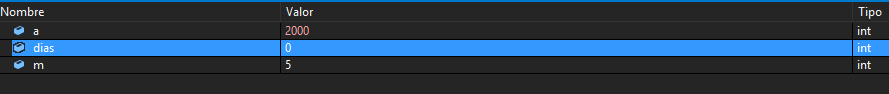 Nombre Valor Tipo
a 2000 int
dias 0 int
m 5 int